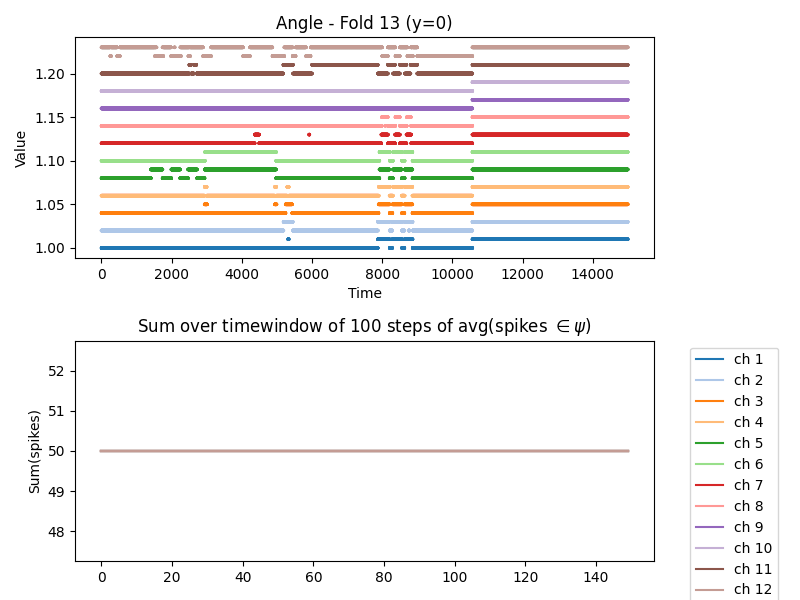 Angle - Fold 13 (y=0)
Value
1.20
1.15
1.10
1.05
1.00
0 2000 4000 6000 8000 10000 12000 14000
Time
Sum over timewindow of 100 steps of avg(spikes ∈ ψ)
Sum(spikes)
52
51
50
49
48
0 20 40 60 80 100 120 140
ch 1
ch 2
ch 3
ch 4
ch 5
ch 6
ch 7
ch 8
ch 9
ch 10
ch 11
ch 12